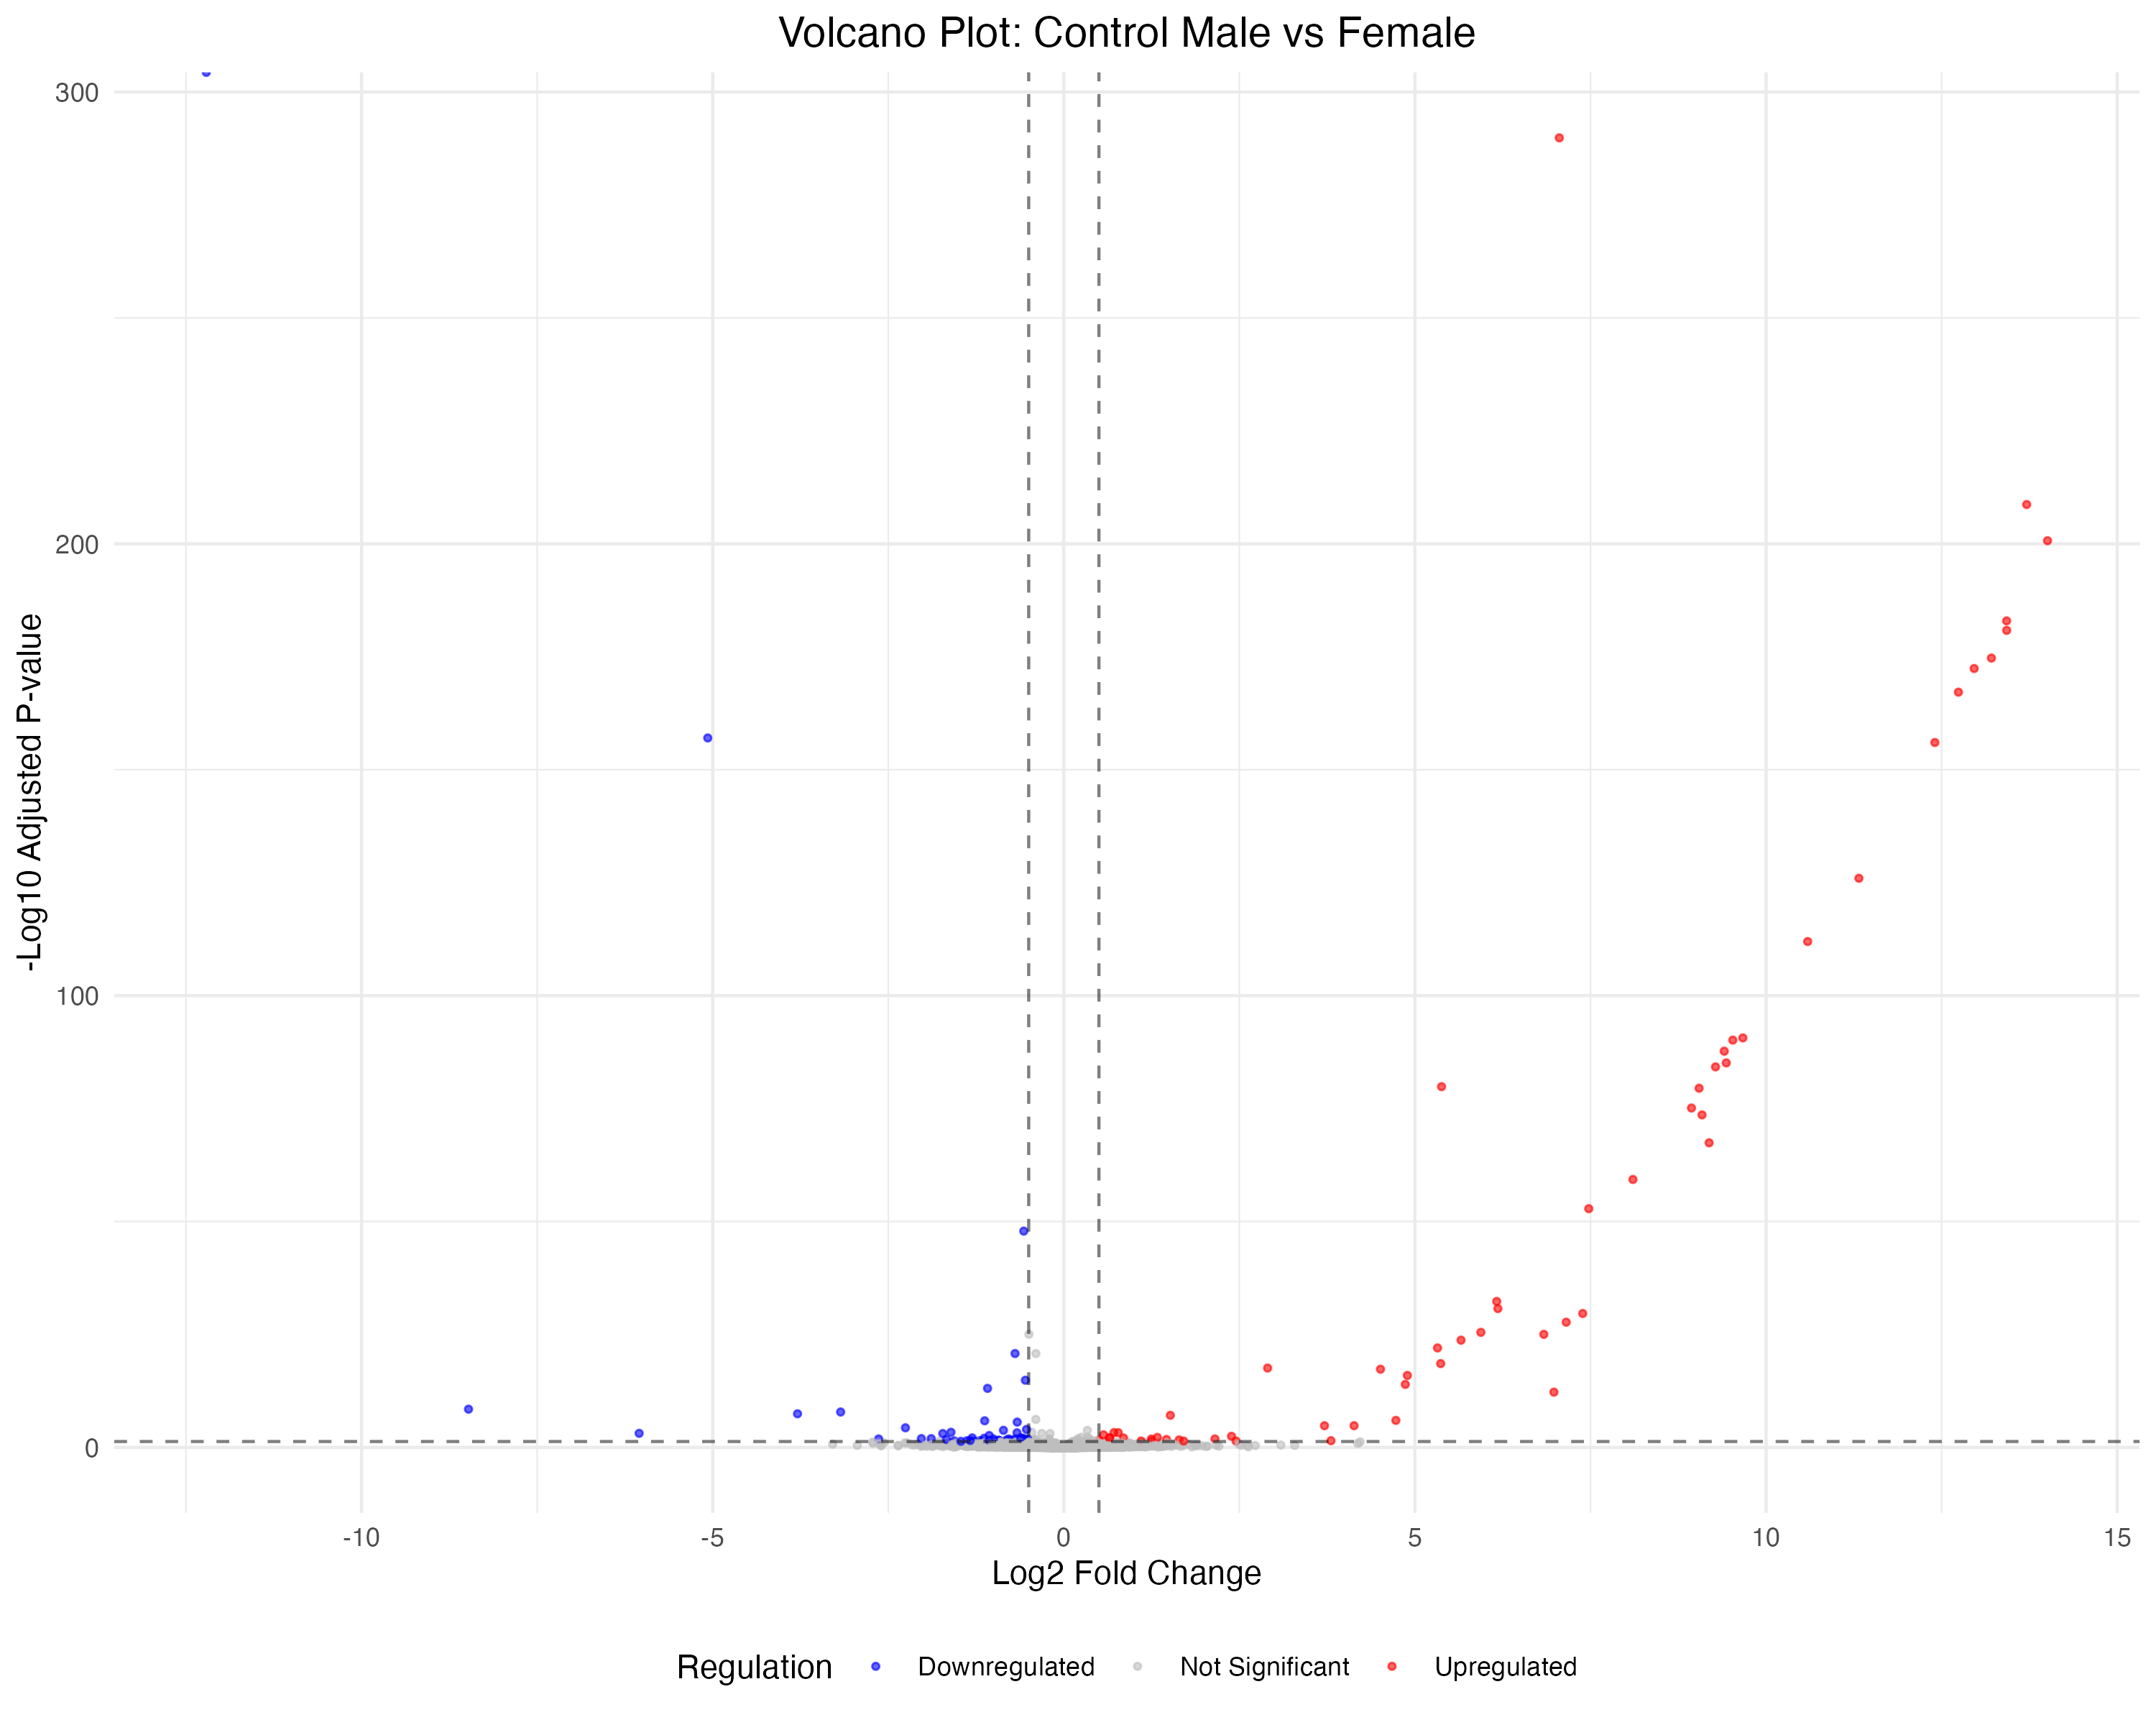 Volcano Plot: Control Male vs Female
-Log10 Adjusted P-value
300
200
100
0
-10 -5 0 5 10 15
Log2 Fold Change
Regulation Downregulated Not Significant Upregulated